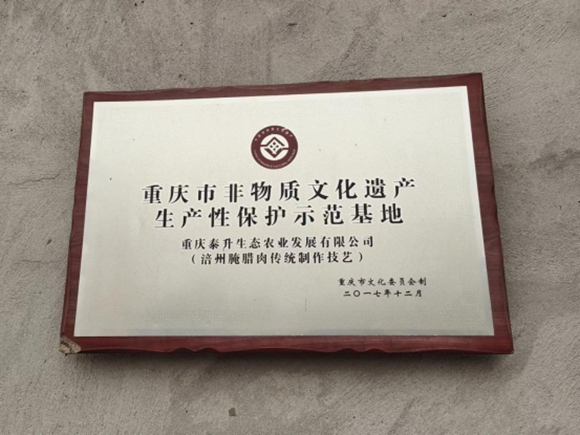 重庆市非物质文化遗产
生产性保护示范基地
重庆泰升生态农业发展有限公司
（涪州腌腊肉传统制作技艺）
重庆市文化委员会制
二〇一七年十二月